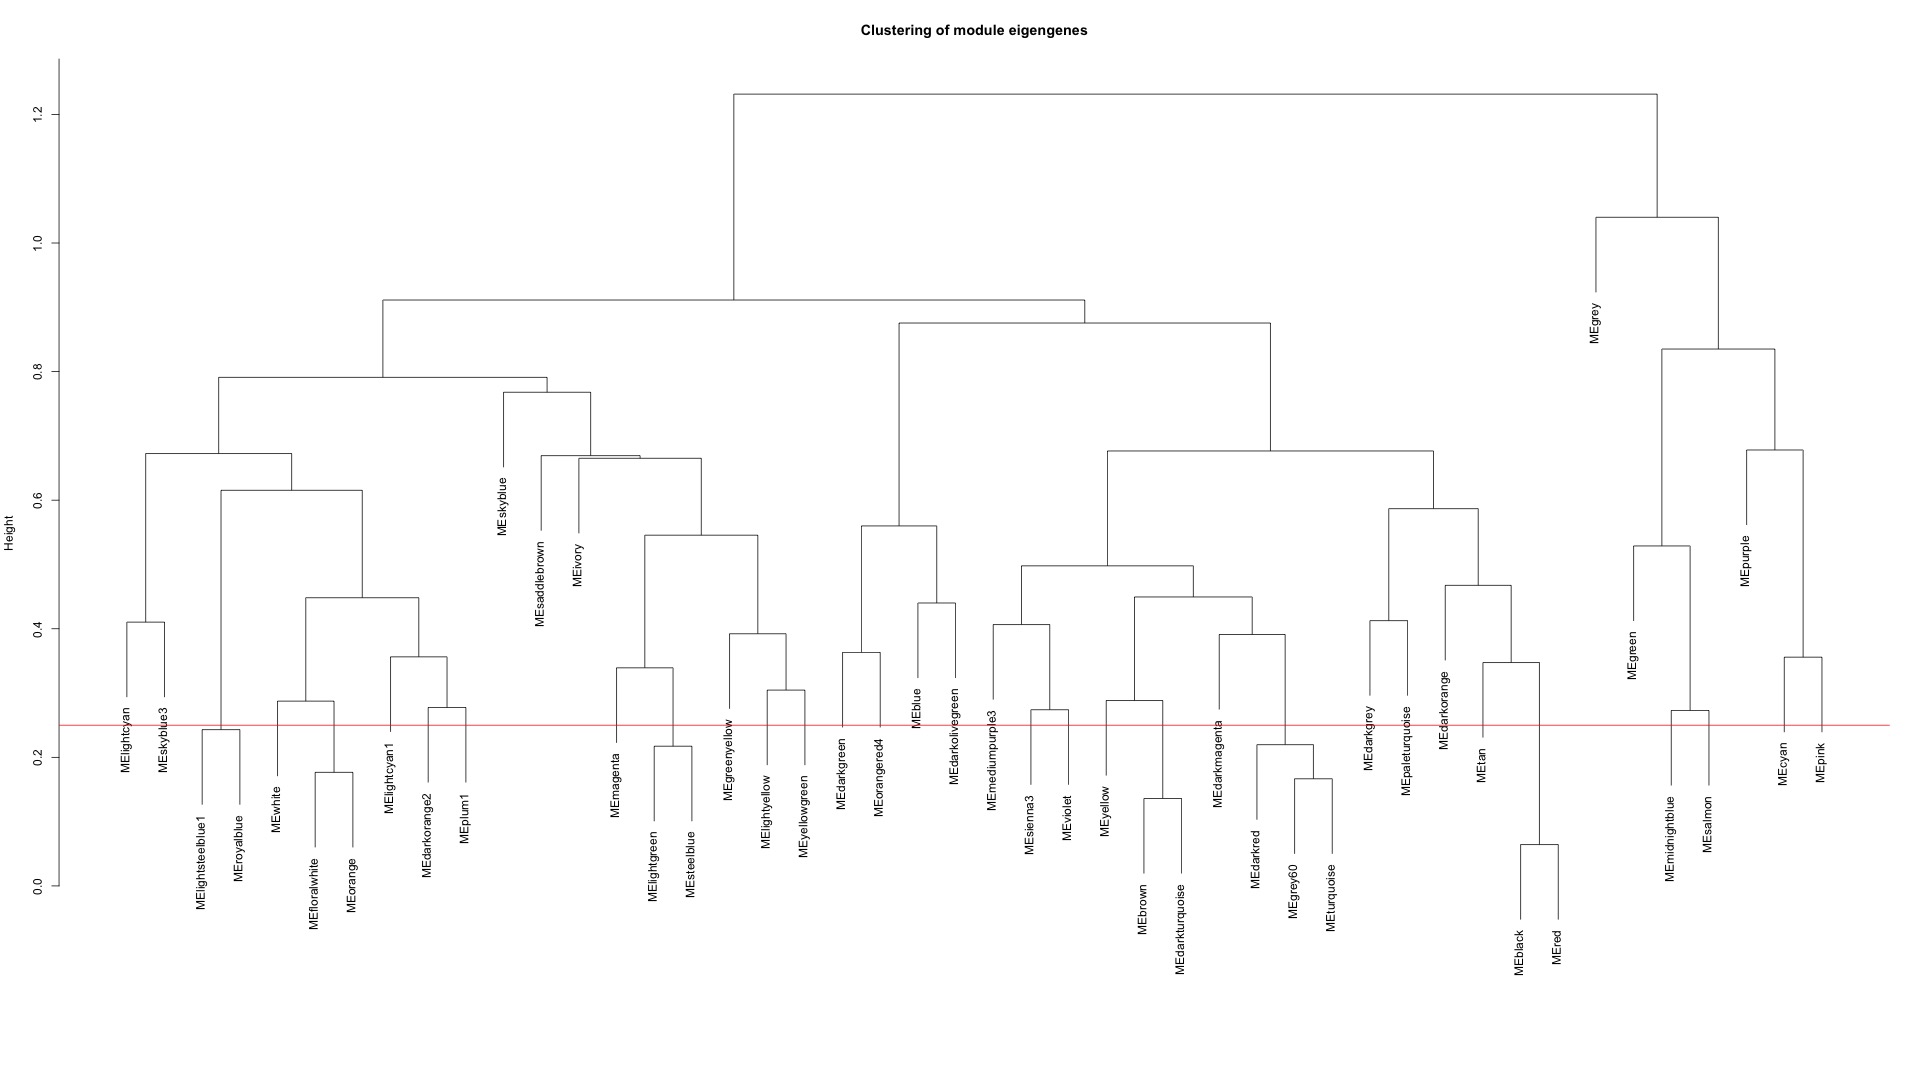 Clustering of module eigengenes
Height
1.2
1.0
0.8
0.6
0.4
0.2
0.0
MElightcyan
MEskyblue3
MElightsteelblue1
MEroyalblue
MEwhite
MEfloralwhite
MEorange
MElightcyan1
MEdarkorange2
MEplum1
MEskyblue
MEsaddlebrown
MEivory
MEmagenta
MElightgreen
MEsteelblue
MEgreenyellow
MElightyellow
MEyellowgreen
MEdarkgreen
MEorangered4
MEblue
MEdarkolivegreen
MEmediumpurple3
MEsienna3
MEviolet
MEyellow
MEbrown
MEdarkturquoise
MEdarkmagenta
MEdarkred
MEgrey60
MEturquoise
MEdarkgrey
MEpaleturquoise
MEdarkorange
MEtan
MEblack
MEred
MEgrey
MEgreen
MEmidnightblue
MEsalmon
MEpurple
MEcyan
MEpink